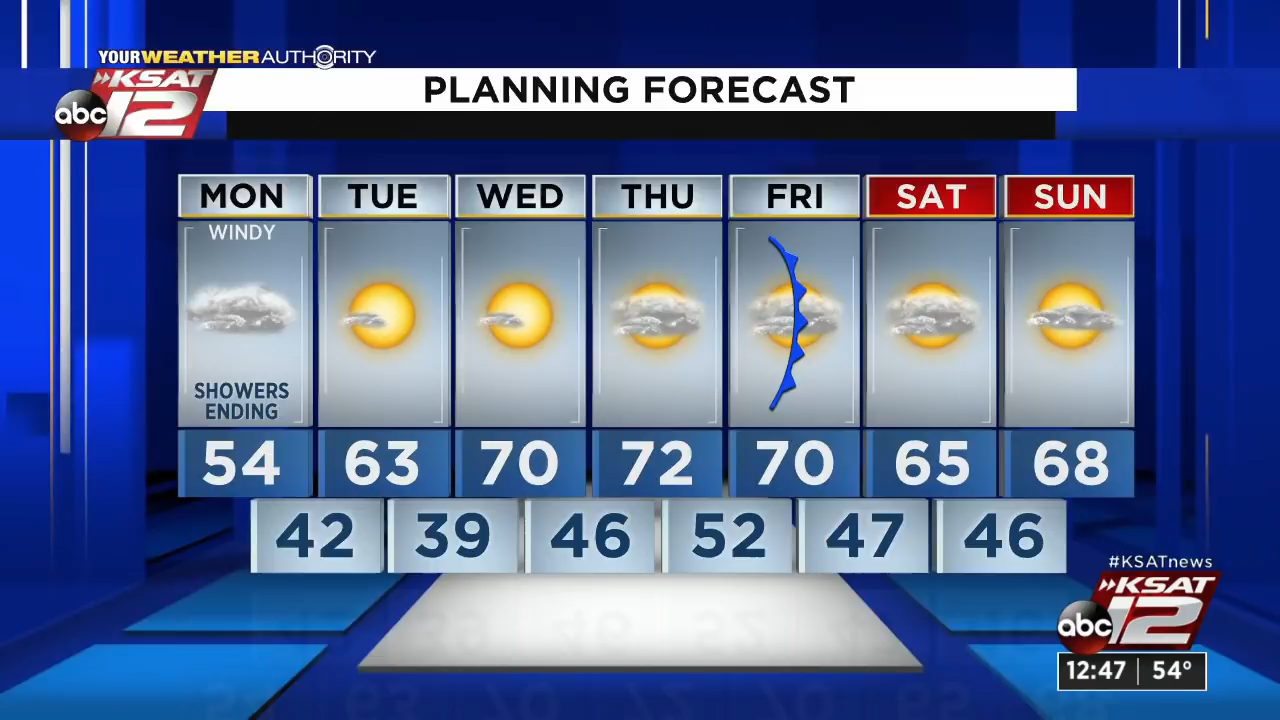 YOURWEATHERAUTHORITY
KSAT
abc 12
PLANNING FORECAST
MON TUE WED THU FRI SAT SUN
WINDY
SHOWERS
ENDING
54 63 70 72 70 65 68
42 39 46 52 47 46
#KSATnews
KSAT
abc 12
12:47 | 54°